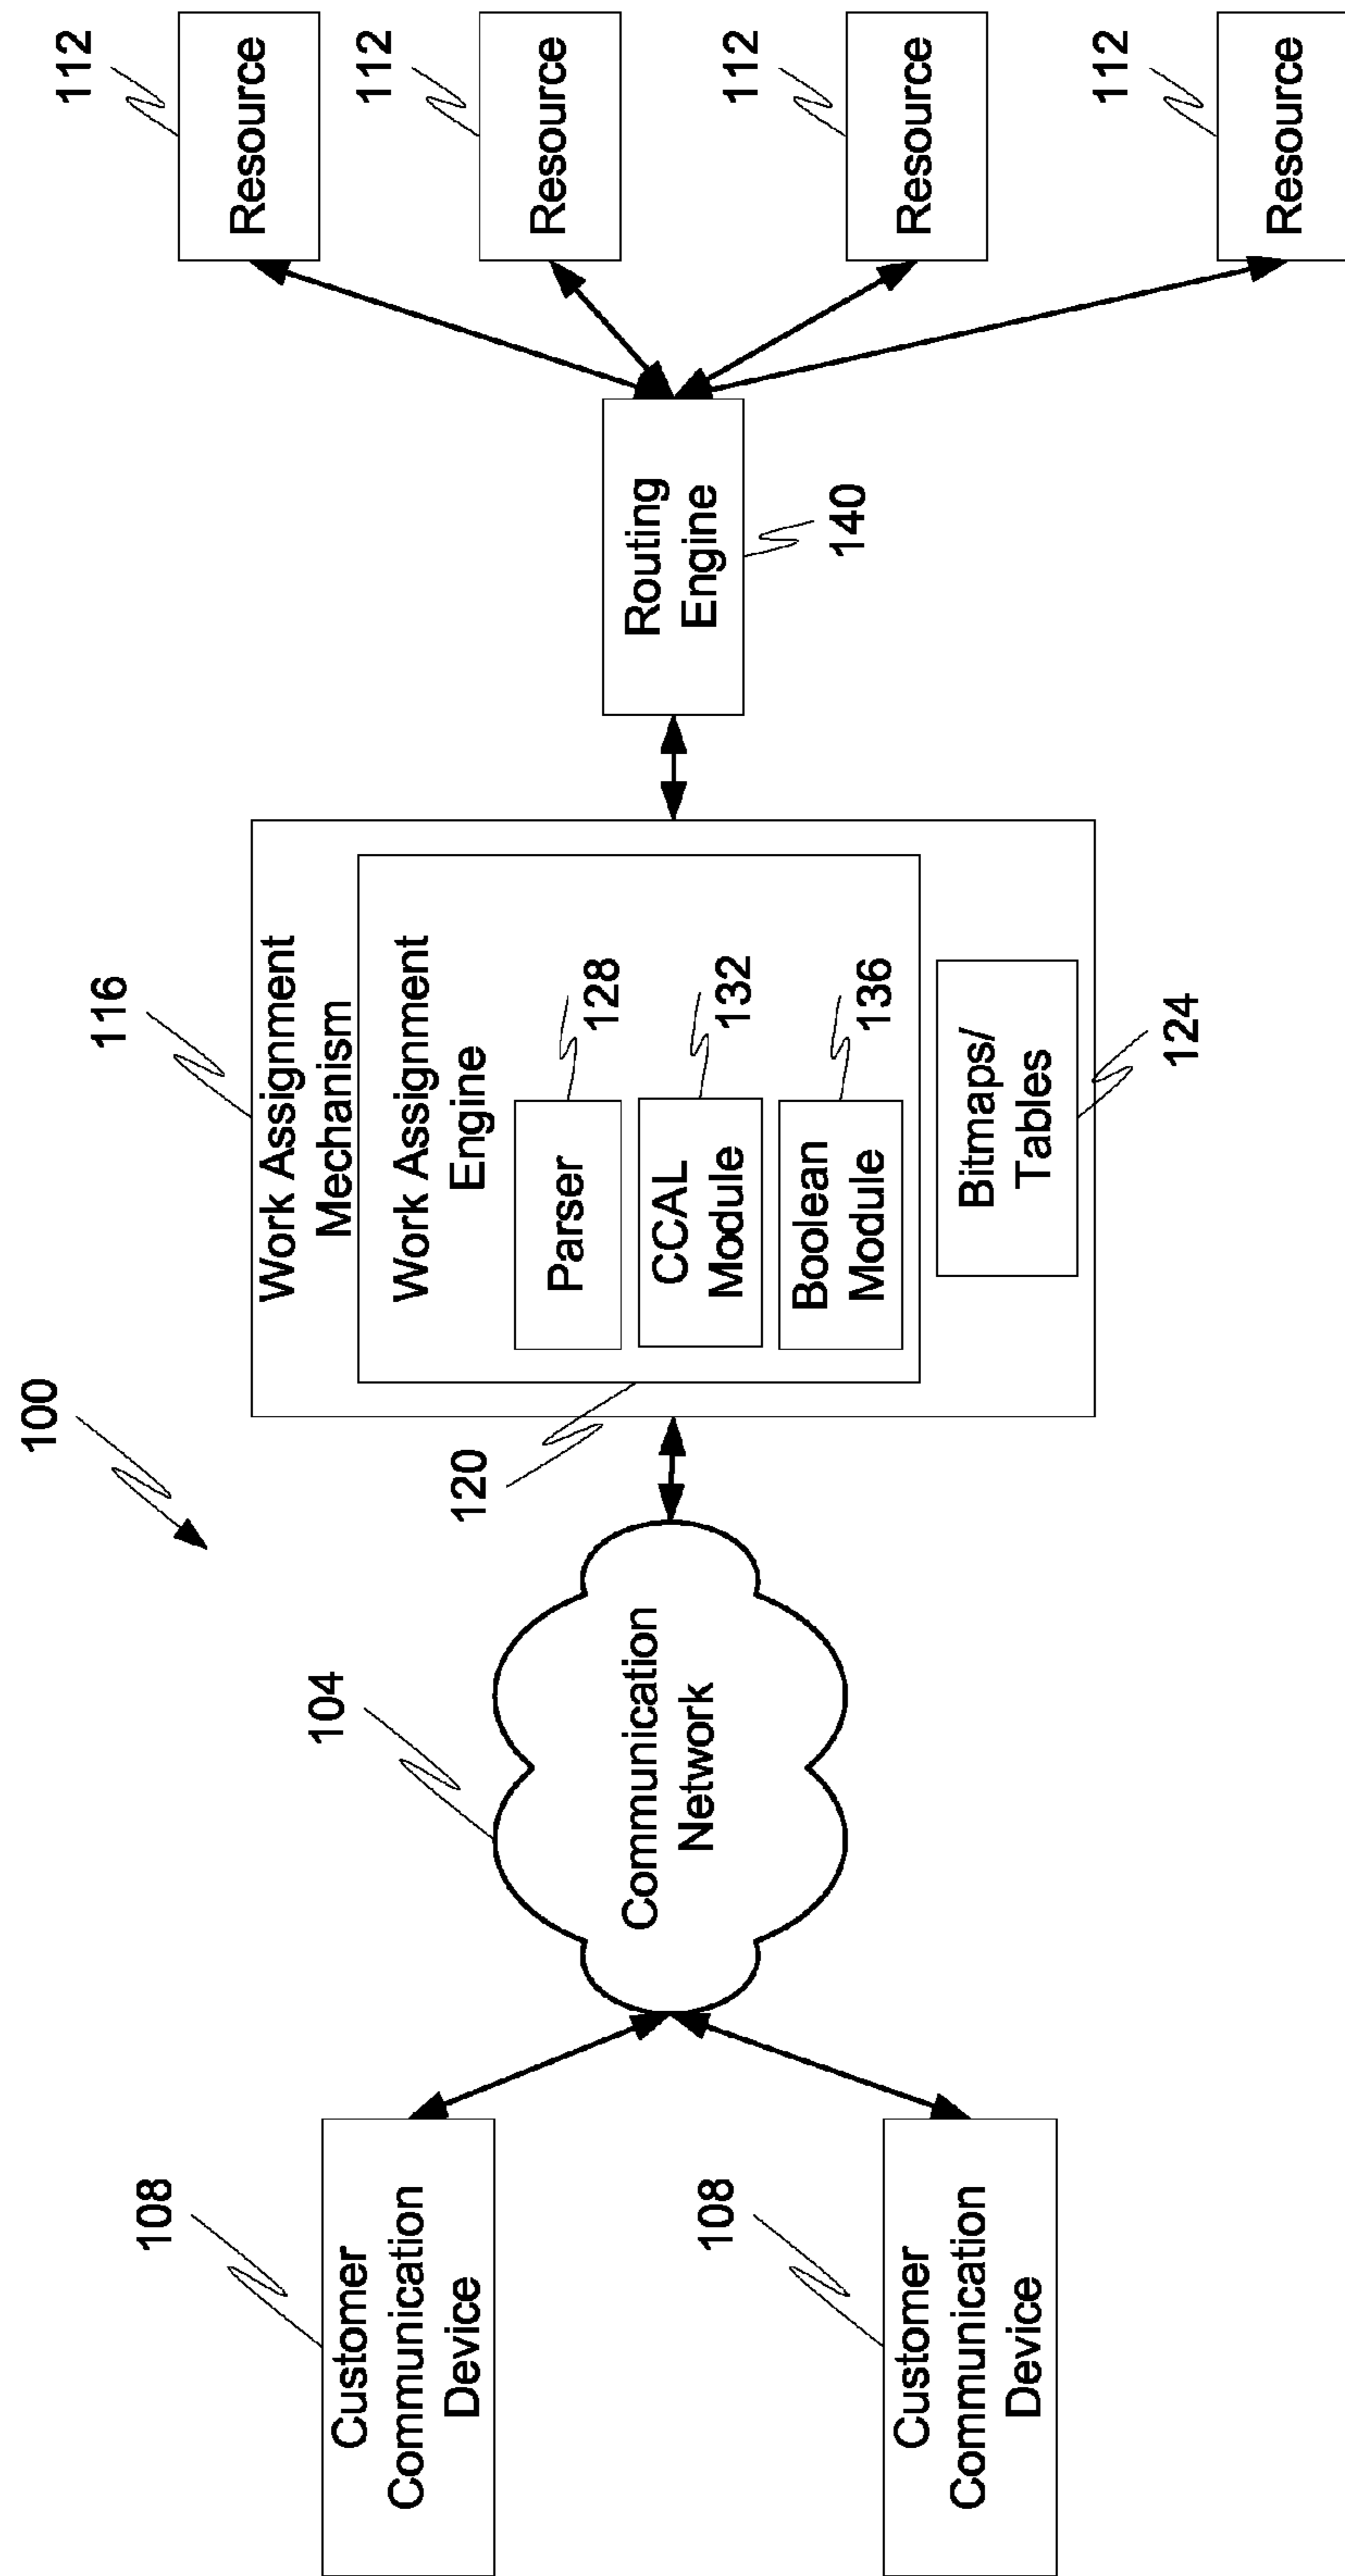 100
108
Customer
Communication
Device
108
Customer
Communication
Device
104
Communication
Network
116
Work Assignment
Mechanism
120
Work Assignment
Engine
Parser
128
CCAL
Module
132
Boolean
Module
136
Bitmaps/
Tables
124
Routing
Engine
140
112
Resource
112
Resource
112
Resource
112
Resource